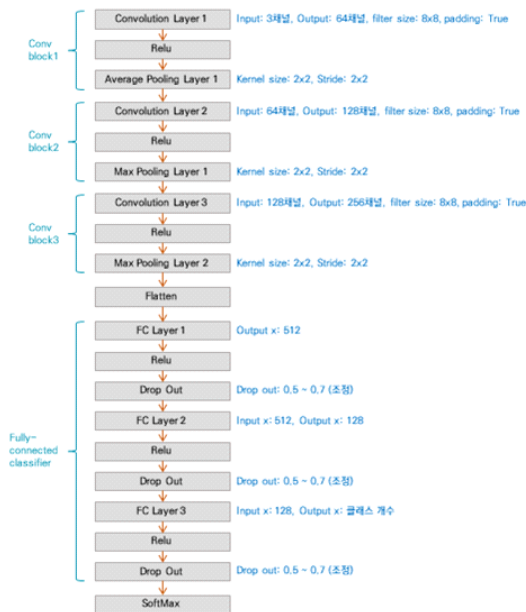 Convolution Layer 1 Input: 3채널, Output: 64채널, filter size: 8x8, padding: True
Conv block1
Relu
Average Pooling Layer 1 Kernel size: 2x2, Stride: 2x2
Convolution Layer 2 Input: 64채널, Output: 128채널, filter size: 8x8, padding: True
Conv block2
Relu
Max Pooling Layer 1 Kernel size: 2x2, Stride: 2x2
Convolution Layer 3 Input: 128채널, Output: 256채널, filter size: 8x8, padding: True
Conv block3
Relu
Max Pooling Layer 2 Kernel size: 2x2, Stride: 2x2
Flatten
FC Layer 1 Output x: 512
Relu
Drop Out Drop out: 0.5 ~ 0.7 (조정)
FC Layer 2 Input x: 512, Output x: 128
Fully-connected classifier
Relu
Drop Out Drop out: 0.5 ~ 0.7 (조정)
FC Layer 3 Input x: 128, Output x: 클래스 개수
Relu
Drop Out Drop out: 0.5 ~ 0.7 (조정)
SoftMax